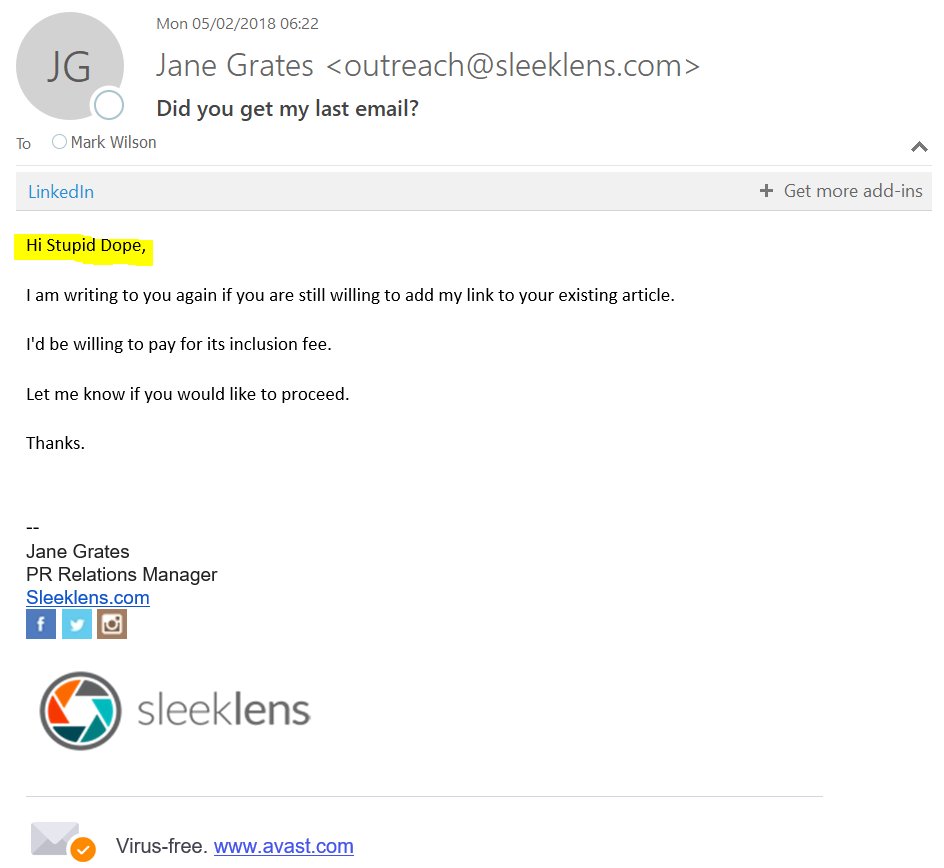 JG
Mon 05/02/2018 06:22
Jane Grates <outreach@sleeklens.com>
Did you get my last email?
To Mark Wilson
LinkedIn + Get more add-ins
Hi Stupid Dope,
I am writing to you again if you are still willing to add my link to your existing article.
I'd be willing to pay for its inclusion fee.
Let me know if you would like to proceed.
Thanks.
--
Jane Grates
PR Relations Manager
Sleeklens.com
f
sleeklens
Virus-free. www.avast.com